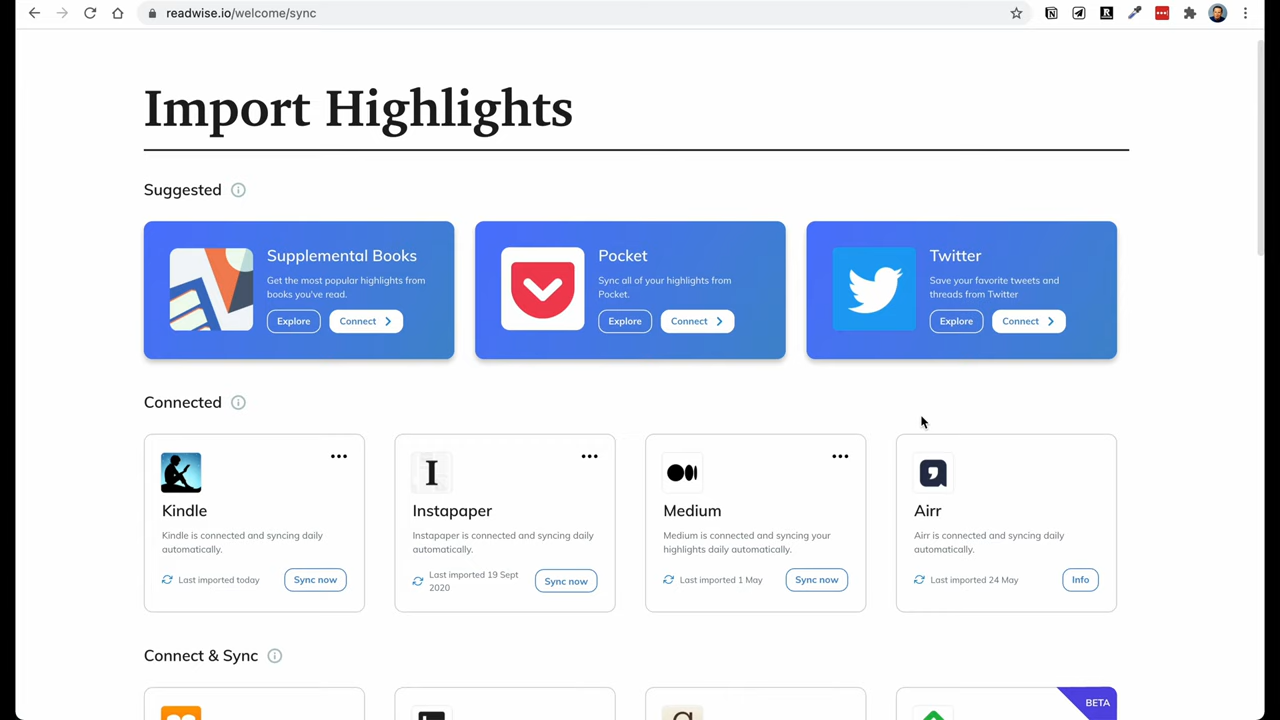 readwise.io/welcome/sync
Import Highlights
Suggested
Supplemental Books
Get the most popular highlights from
books you've read.
Explore
Connect
Pocket
Sync all of your highlights from
Pocket.
Explore
Connect
Twitter
Save your favorite tweets and
threads from Twitter
Explore
Connect
Connected
Kindle
Kindle is connected and syncing daily
automatically.
Last imported today
Sync now
I
Instapaper
Instapaper is connected and syncing daily
automatically.
Last imported 19 Sept
2020
Sync now
Medium
Medium is connected and syncing your
highlights daily automatically.
Last imported 1 May
Sync now
Airr
Airr is connected and syncing daily
automatically.
Last imported 24 May
Info
Connect & Sync
BETA